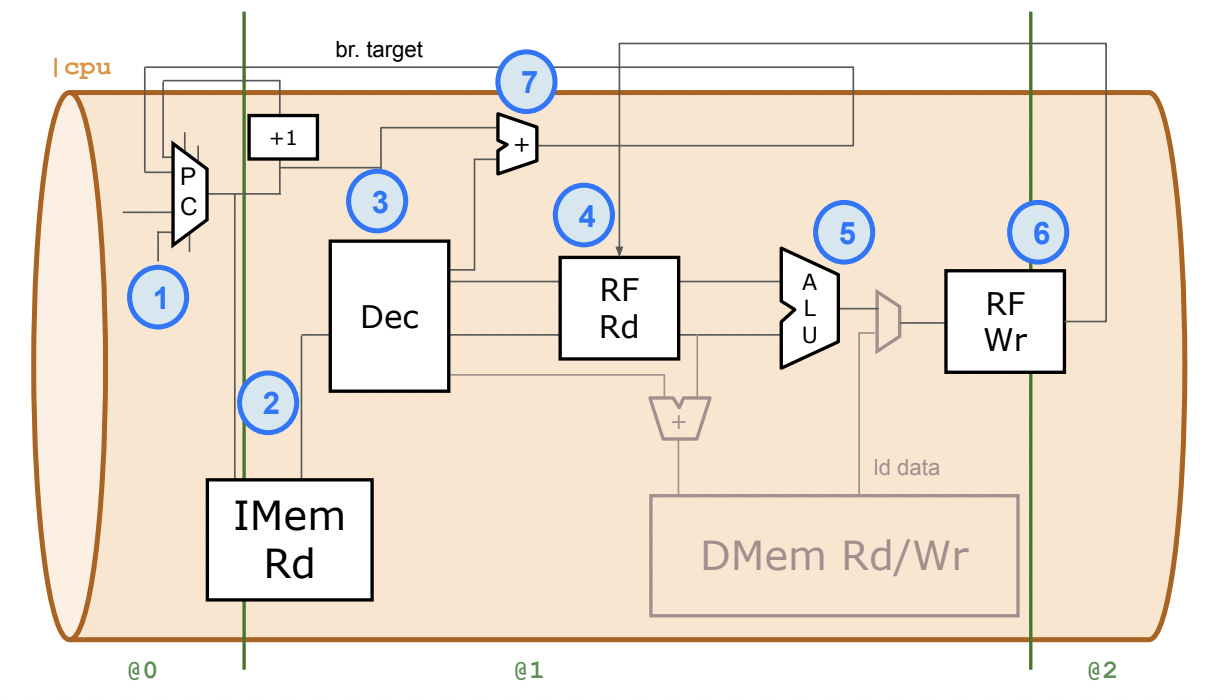 br. target
|cpu
7
+1
+
P
C
3
4
5
6
1
RF
Rd
A
L
U
RF
Wr
Dec
2
+
ld data
IMem
Rd
DMem Rd/Wr
@0
@1
@2